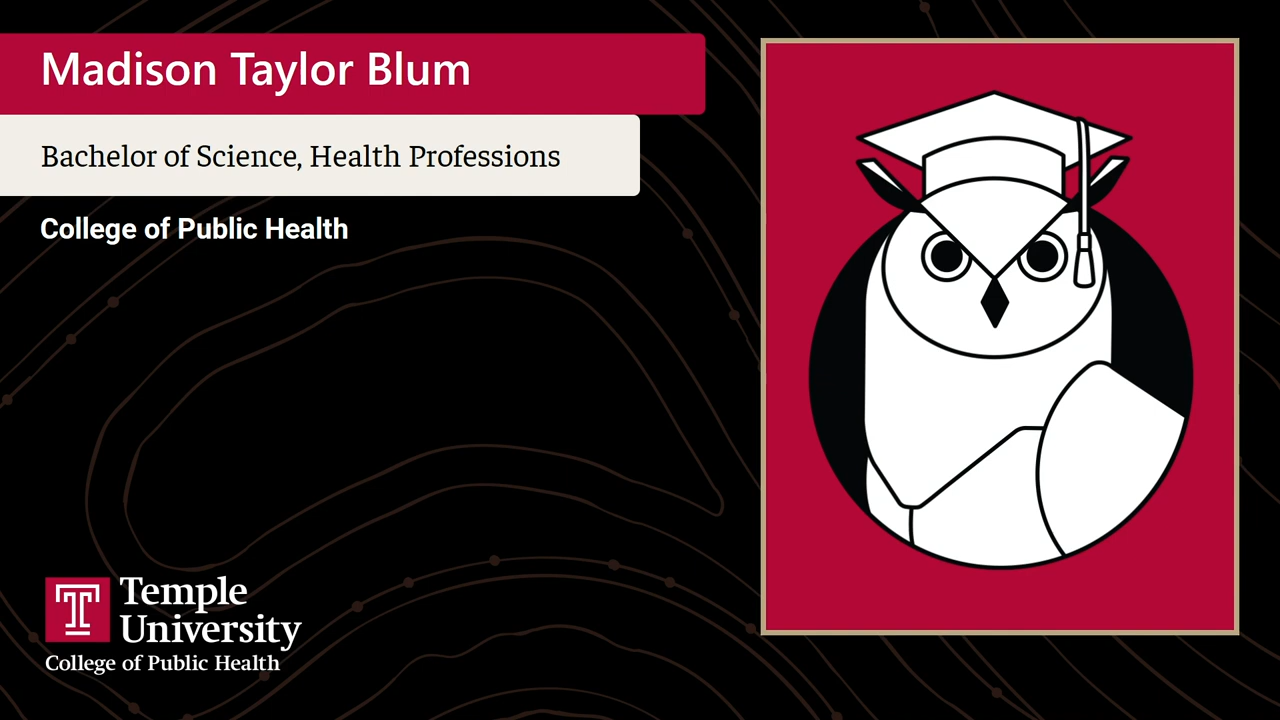 Madison Taylor Blum
Bachelor of Science, Health Professions
College of Public Health
Temple
University
College of Public Health